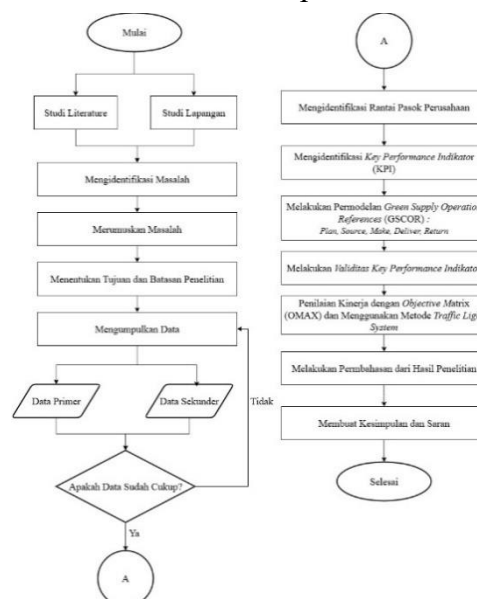 Mulai
Studi Literature
Studi Lapangan
Mengidentifikasi Masalah
Merumuskan Masalah
Menentukan Tujuan dan Batasan Penelitian
Mengumpulkan Data
Data Primer
Data Sekunder
Tidak
Apakah Data Sudah Cukup?
Ya
A
A
Mengidentifikasi Rantai Pasok Perusahaan
Mengidentifikasi Key Performance Indikator
(KPI)
Melakukan Permodelan Green Supply Operation
References (GSCOR) :
Plan, Source, Make, Deliver, Return
Melakukan Validitas Key Performance Indikator
Penilaian Kinerja dengan Objective Matrix
(OMAX) dan Menggunakan Metode Traffic Ligh
System
Melakukan Pembahasan dari Hasil Penelitian
Membuat Kesimpulan dan Saran
Selesai